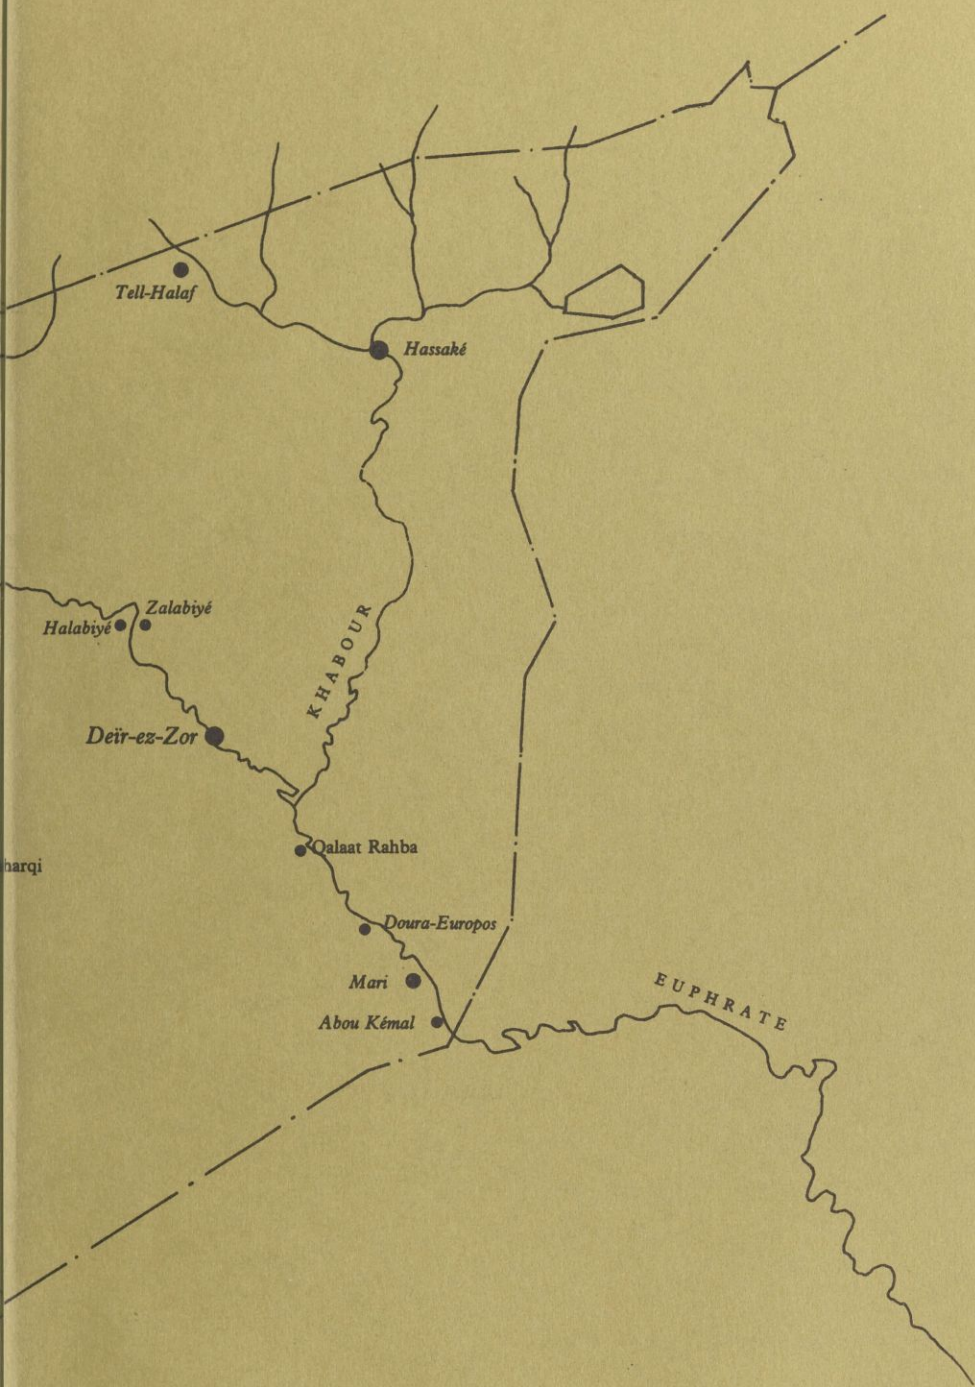 Tell-Halaf
Hassaké
KHABOUR
Zalabiyé
Halabiyé
Deïr-ez-Zor
Qalaat Rahba
harqi
Doura-Europos
Mari
EUPHRATE
Abou Kémal